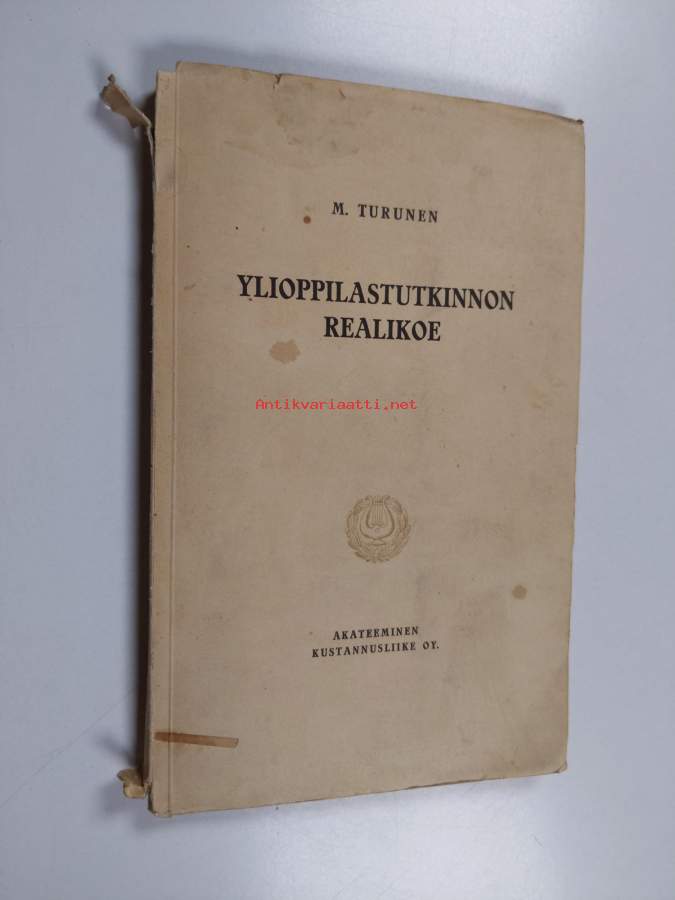 M. TURUNEN
YLIOPPILASTUTKINNON
REALIKOE
Antikvariaatti.net
AKATEEMINEN
KUSTANNUSLIIKE OY.